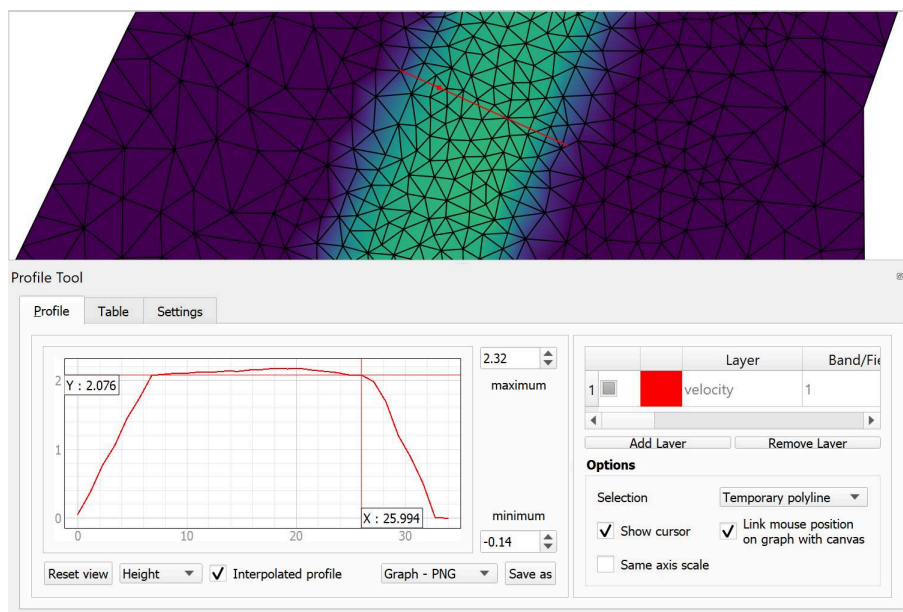 Profile Tool
Profile Table Settings
2
Y : 2.076
1
0
X : 25.994
0 10 20 30
2.32
maximum
minimum
-0.14
Reset view Height Interpolated profile Graph - PNG Save as
Layer Band/Fie
1 velocity 1
Add Layer Remove Layer
Options
Selection Temporary polyline
Show cursor Link mouse position
on graph with canvas
Same axis scale